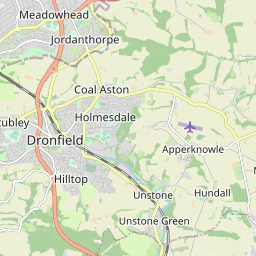 Meadowhead
Jordanthorpe
Coal Aston
Holmesdale
Dronfield
Apperknowle
Hilltop
Unstone
Hundall
Unstone Green